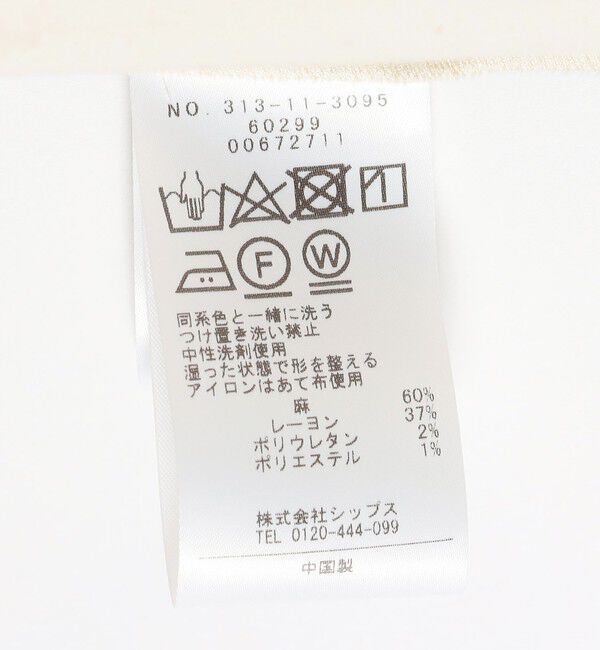 NO. 313-11-3095
60299
00672711
F W
同系色と一緒に洗う
つけ置き洗い禁止
中性洗剤使用
湿った状態で形を整える
アイロンはあて布使用
麻 60%
レーヨン 37%
ポリウレタン 2%
ポリエステル 1%
株式会社シップス
TEL 0120-444-099
中国製